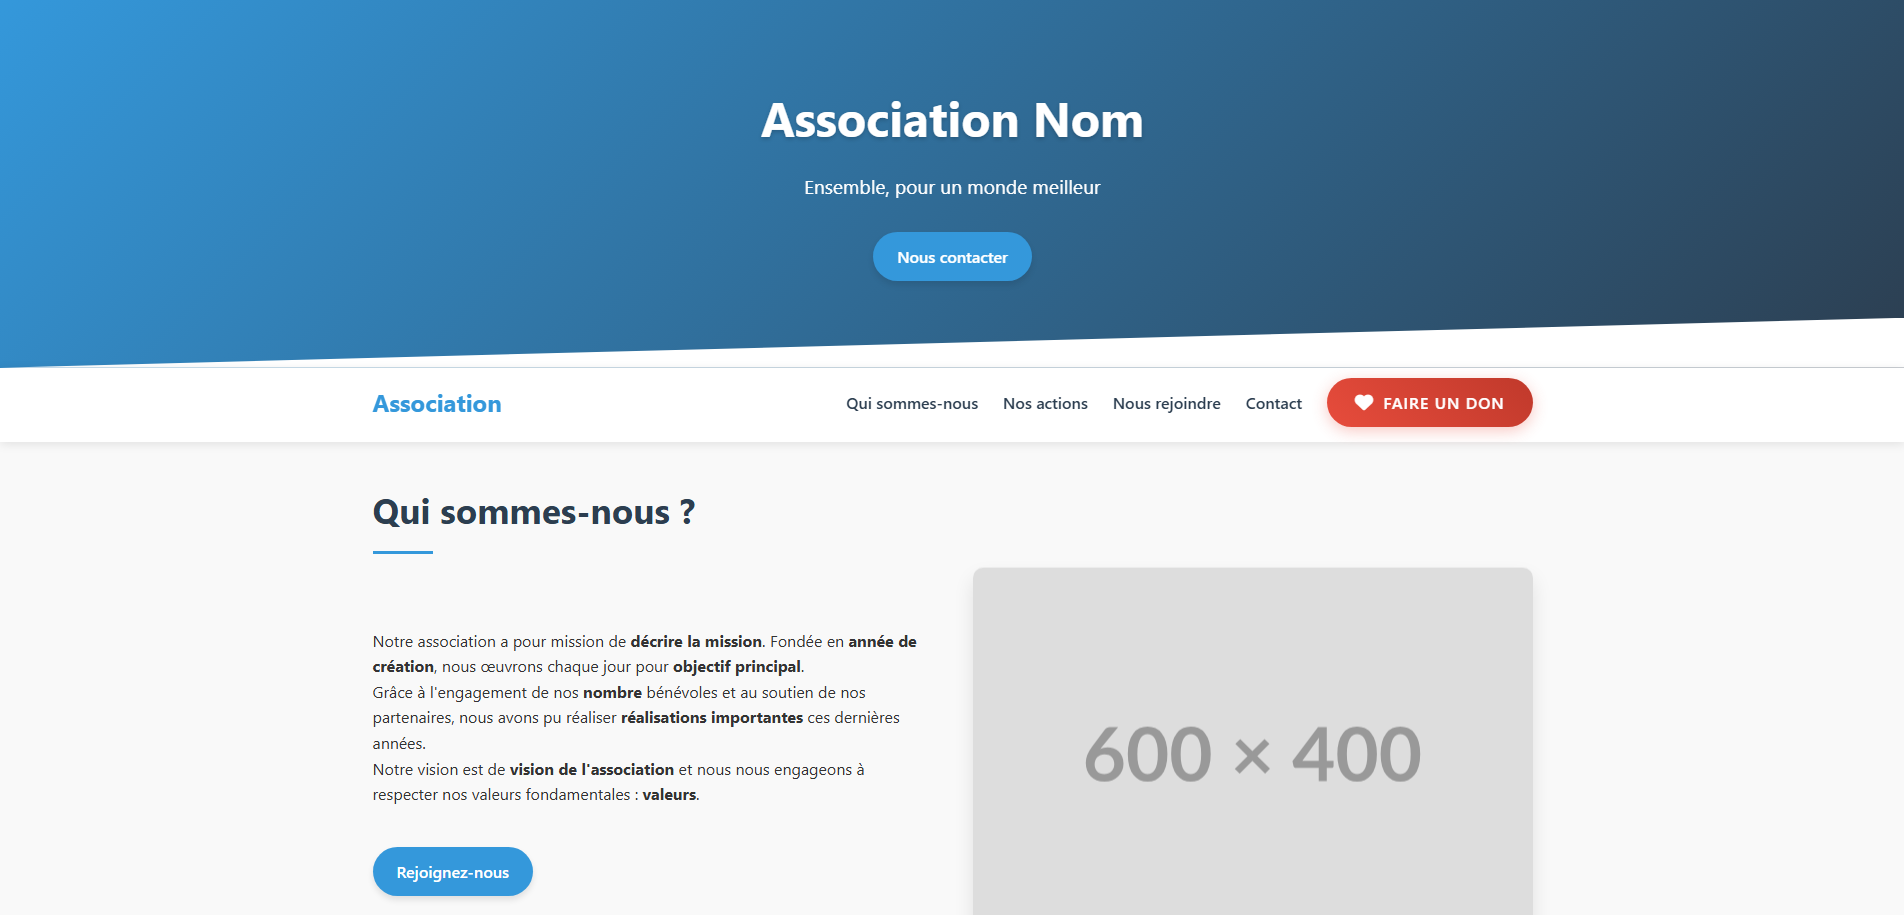 Association Nom
Ensemble, pour un monde meilleur
Nous contacter
Association
Qui sommes-nous
Nos actions
Nous rejoindre
Contact
FAIRE UN DON
Qui sommes-nous ?
Notre association a pour mission de décrire la mission. Fondée en année de
création, nous œuvrons chaque jour pour objectif principal.
Grâce à l'engagement de nos nombre bénévoles et au soutien de nos
partenaires, nous avons pu réaliser réalisations importantes ces dernières
années.
Notre vision est de vision de l'association et nous nous engageons à
respecter nos valeurs fondamentales : valeurs.
Rejoignez-nous
600 × 400